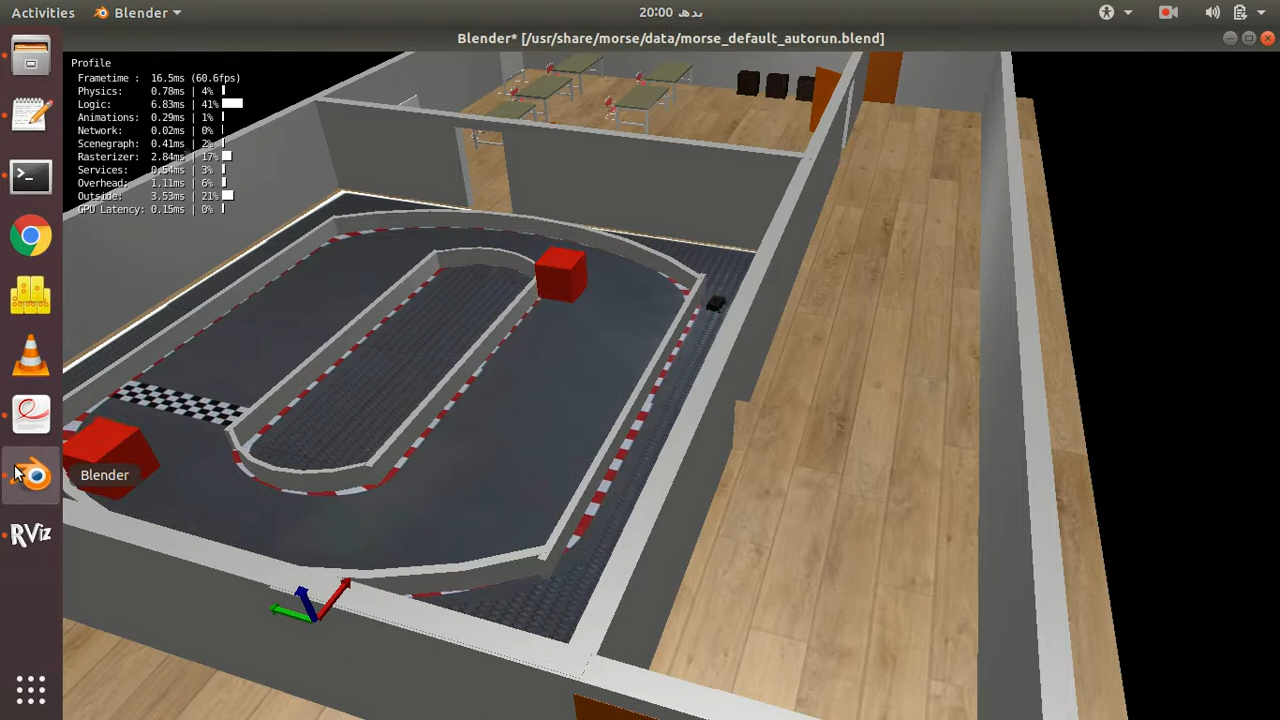 Activities
Blender
20:00 بدھ
Blender* [/usr/share/morse/data/morse_default_autorun.blend]
Profile
Frametime : 16.5ms (60.6fps)
Physics: 0.78ms | 4%
Logic: 6.83ms | 41%
Animations: 0.29ms | 1%
Network: 0.02ms | 0%
Scenegraph: 0.41ms | 2%
Rasterizer: 2.84ms | 17%
Services: 0.54ms | 3%
Overhead: 1.11ms | 6%
Outside: 3.53ms | 21%
GPU Latency: 0.15ms | 0%
Blender
RViz